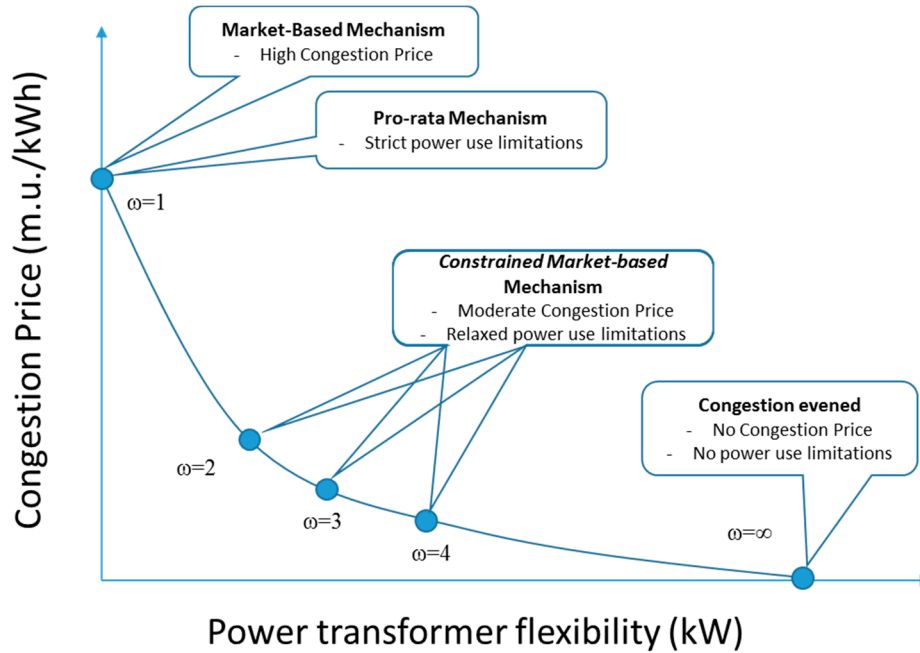 Market-Based Mechanism
- High Congestion Price
Pro-rata Mechanism
- Strict power use limitations
Congestion Price (m.u./kWh)
ω=1
Constrained Market-based
Mechanism
- Moderate Congestion Price
- Relaxed power use limitations
Congestion evened
- No Congestion Price
- No power use limitations
ω=2
ω=3
ω=4
ω=∞
Power transformer flexibility (kW)